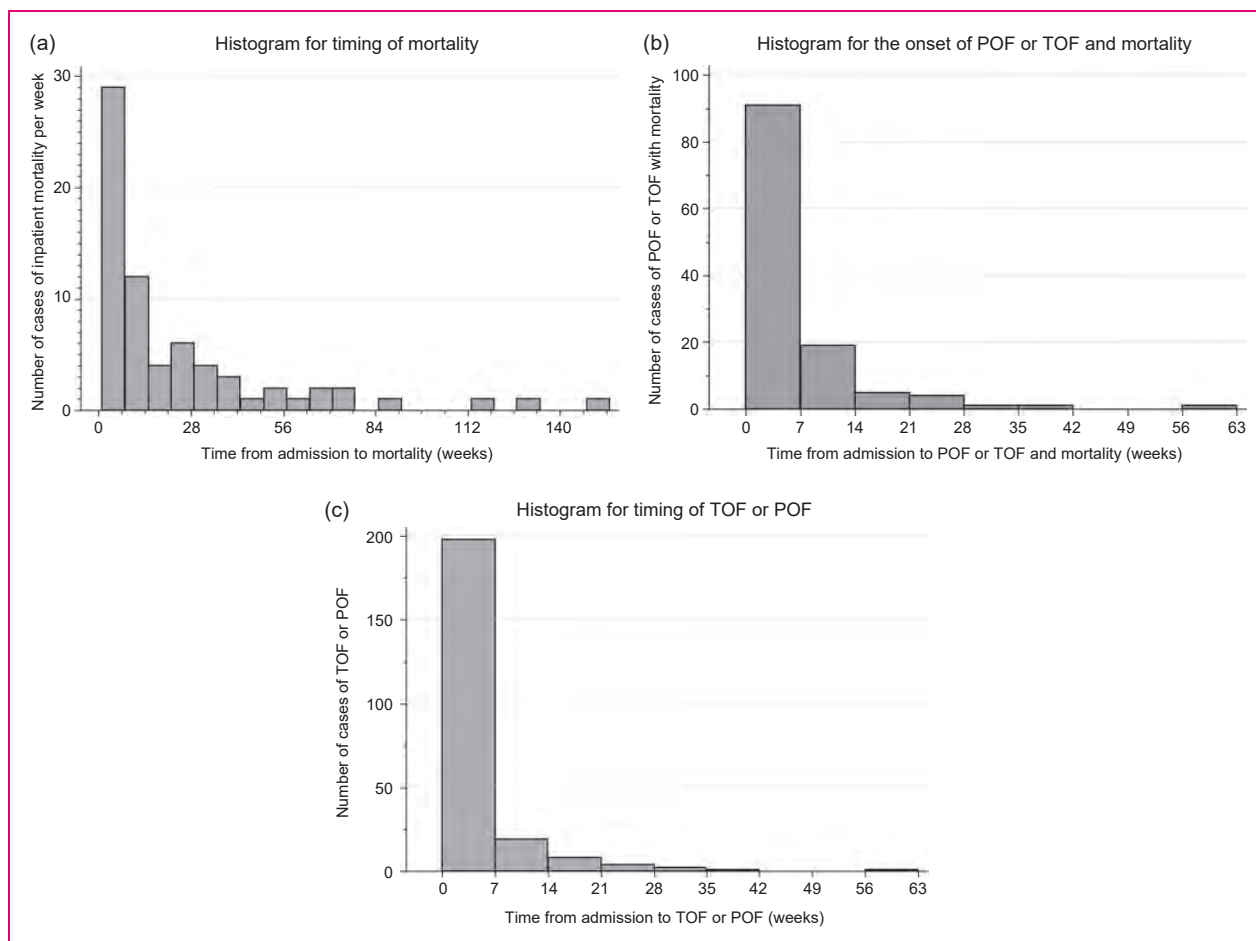 (a)
Histogram for timing of mortality
Number of cases of inpatient mortality per week
30
20
10
0
0 28 56 84 112 140
Time from admission to mortality (weeks)
(b)
Histogram for the onset of POF or TOF and mortality
Number of cases of POF or TOF with mortality
100
80
60
40
20
0
0 7 14 21 28 35 42 49 56 63
Time from admission to POF or TOF and mortality (weeks)
(c)
Histogram for timing of TOF or POF
Number of cases of TOF or POF
200
150
100
50
0
0 7 14 21 28 35 42 49 56 63
Time from admission to TOF or POF (weeks)